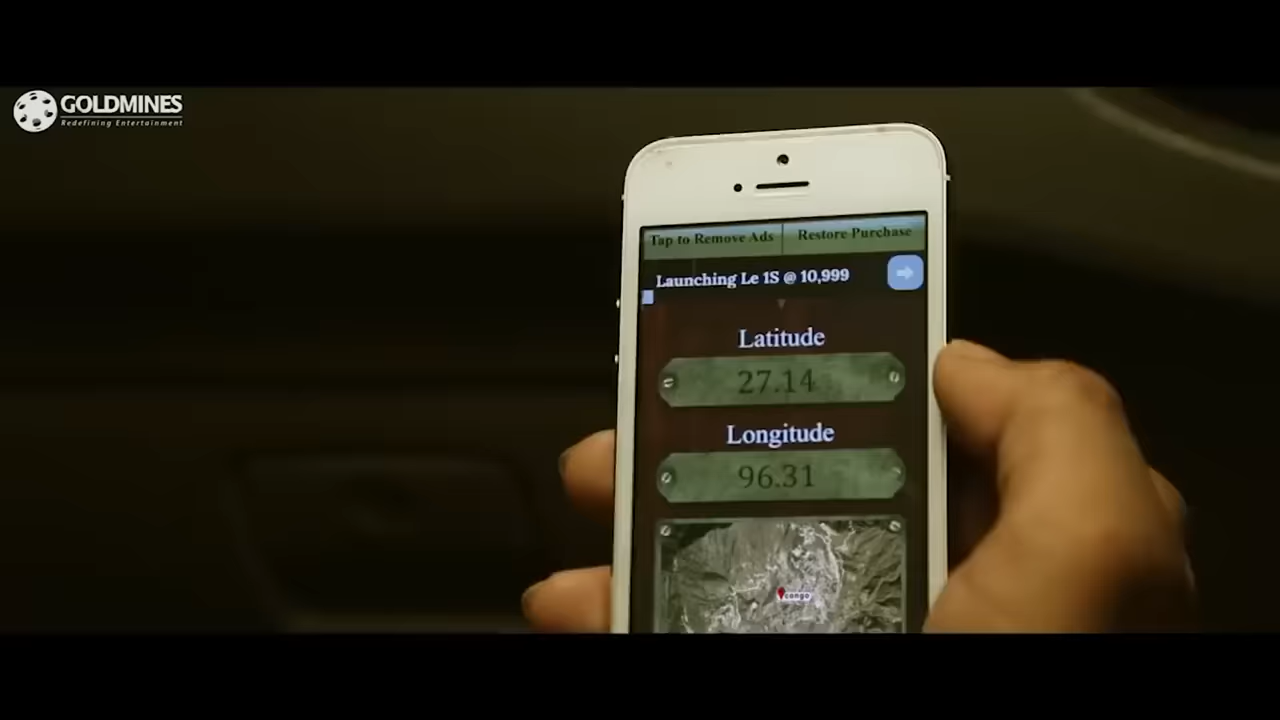 GOLDMINES
Redefining Entertainment
Tap to Remove Ads
Restore Purchase
Launching Le 1S @ 10,999
Latitude
27.14
Longitude
96.31
congo